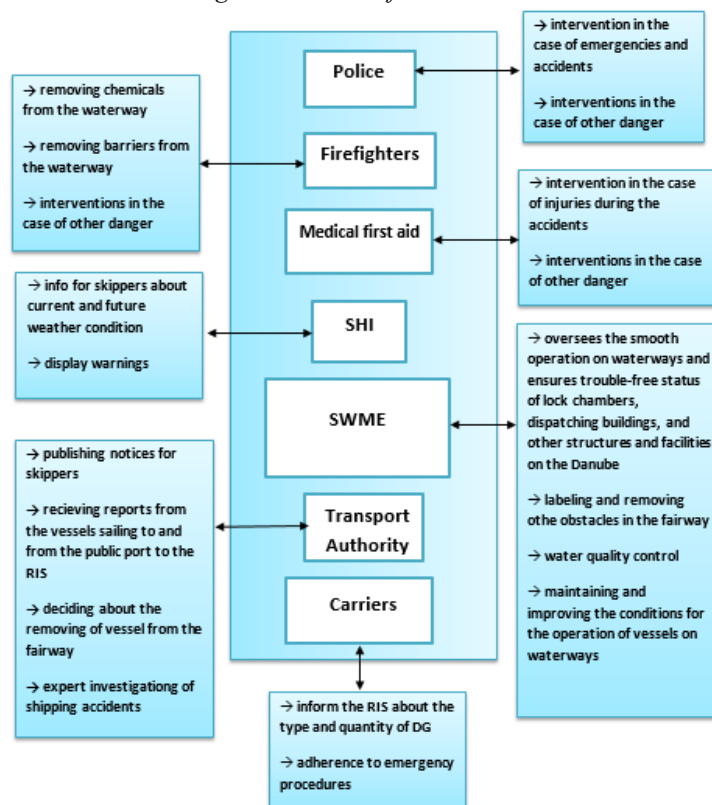 Police
Firefighters
Medical first aid
SHI
SWME
Transport
Authority
Carriers
→ removing chemicals
from the waterway
→ removing barriers from
the waterway
→ interventions in the
case of other danger
→ info for skippers about
current and future
weather condition
→ display warnings
→ publishing notices for
skippers
→ recieving reports from
the vessels sailing to and
from the public port to the
RIS
→ deciding about the
removing of vessel from the
fairway
→ expert investigationg of
shipping accidents
→ intervention in the
case of emergencies and
accidents
→ interventions in the
case of other danger
→ intervention in the case
of injuries during the
accidents
→ interventions in the case
of other danger
→ oversees the smooth
operation on waterways and
ensures trouble-free status
of lock chambers,
dispatching buildings, and
other structures and facilities
on the Danube
→ labeling and removing
othe obstacles in the fairway
→ water quality control
→ maintaining and
improving the conditions for
the operation of vessels on
waterways
→ inform the RIS about the
type and quantity of DG
→ adherence to emergency
procedures